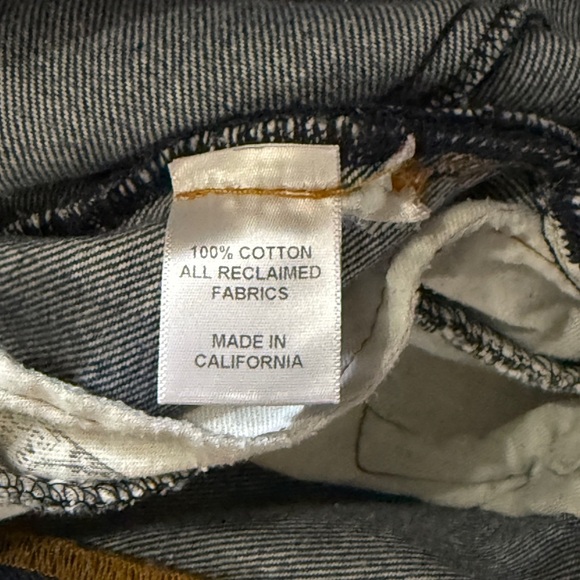 100% COTTON
ALL RECLAIMED
FABRICS
MADE IN
CALIFORNIA